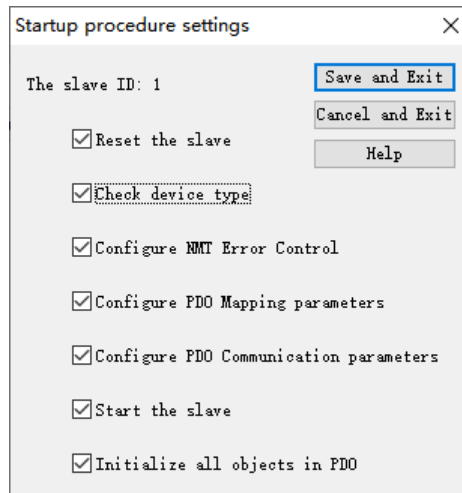 Startup procedure settings
The slave ID: 1
Save and Exit
Cancel and Exit
Help
Reset the slave
Check device type
Configure NMT Error Control
Configure PDO Mapping parameters
Configure PDO Communication parameters
Start the slave
Initialize all objects in PDO